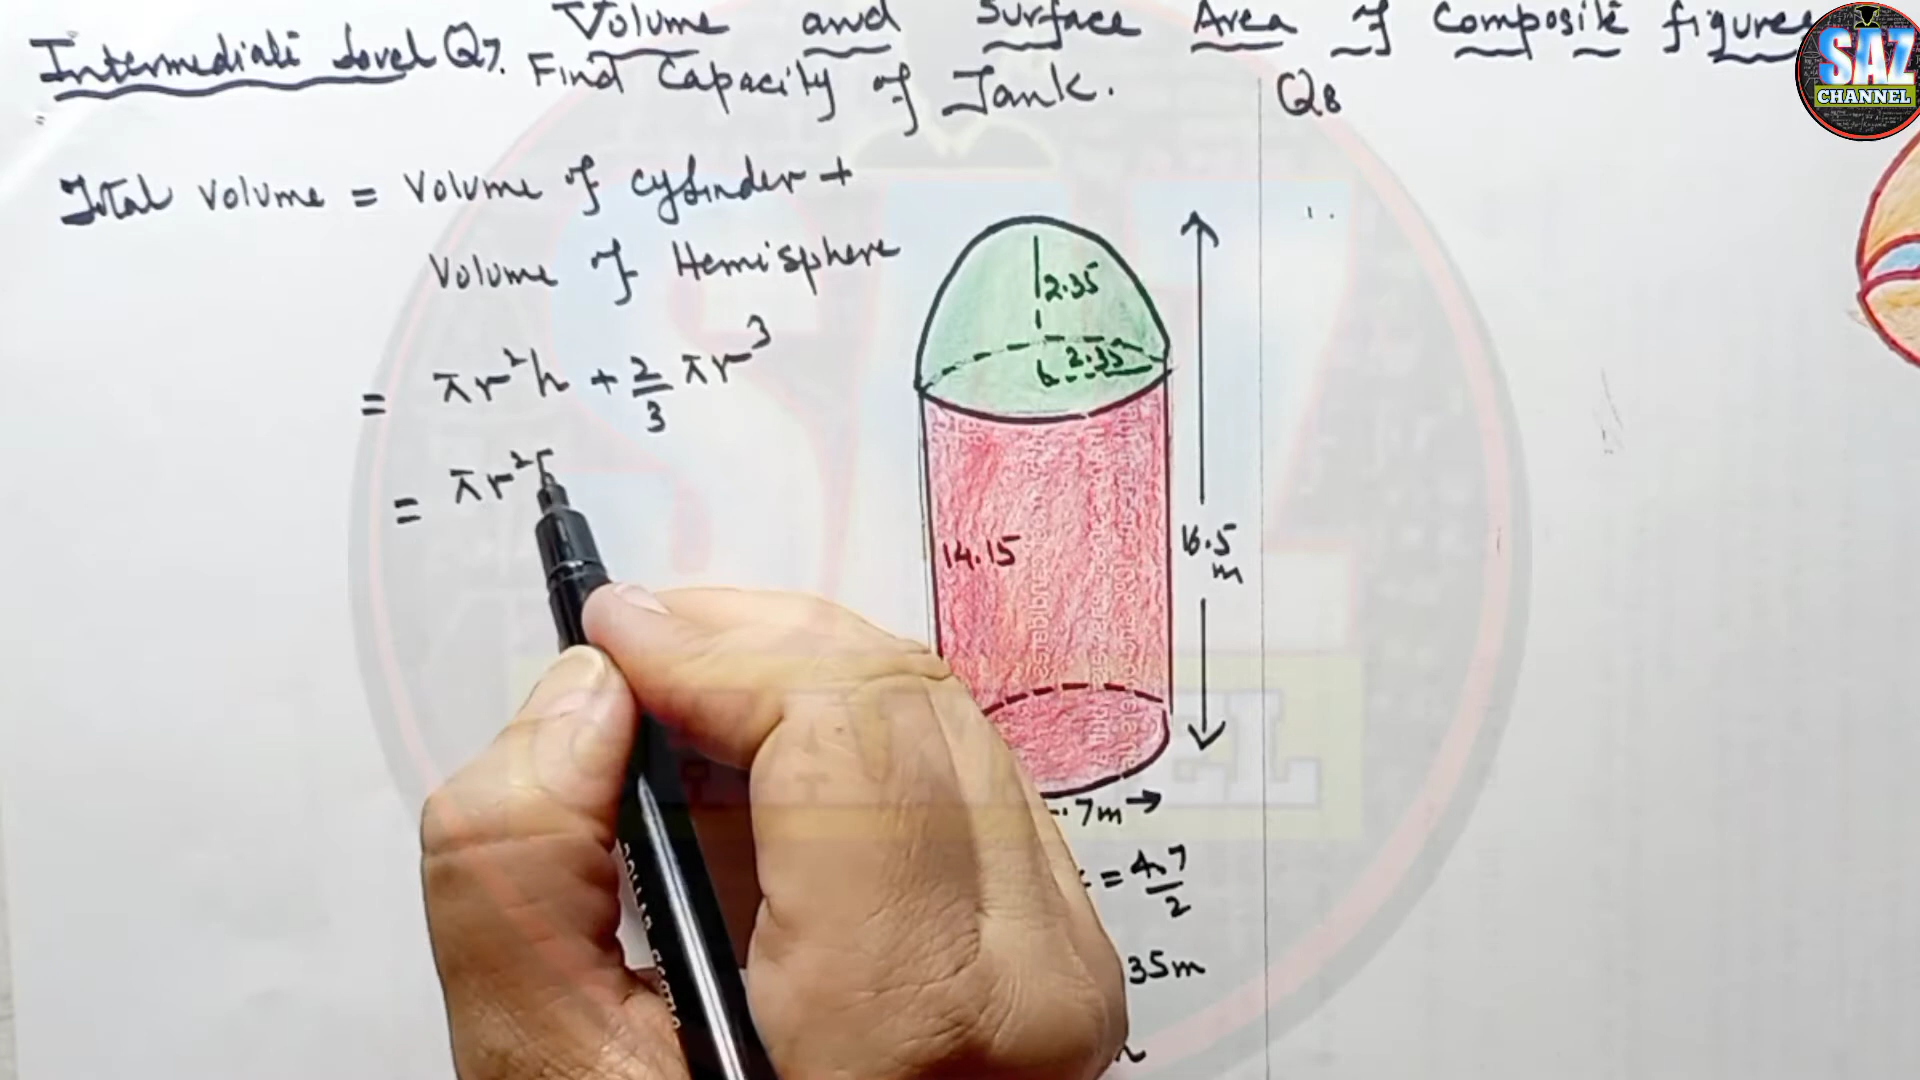 Volume and Surface Area of Composite figures
Intermediate Level Q7. Find Capacity of Tank. Q8
SAZ
CHANNEL
Total Volume = Volume of cylinder +
Volume of Hemisphere
= πr²h + 2/3 πr³
= πr²
2.35
2.35
14.15
16.5
m
.7m →
= 4.7/2
35m
CHANNEL
DOLLAR